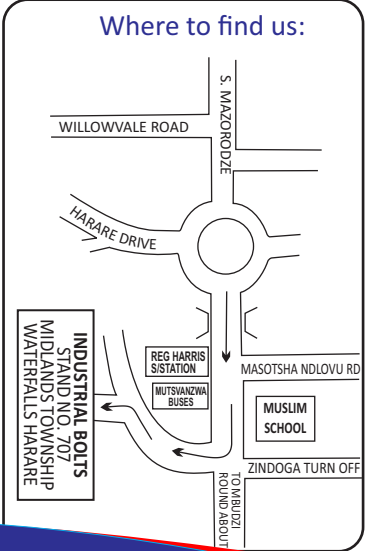 Where to find us:
S. MAZORODZE
WILLOWVALE ROAD
HARARE DRIVE
INDUSTRIAL BOLTS
STAND NO. 707
MIDLANDS TOWNSHIP
WATERFALLS HARARE
REG HARRIS
S/STATION
MUTSVANZWA
BUSES
MASOTSHA NDLOVU RD
MUSLIM
SCHOOL
ZINDOGA TURN OFF
TO MBUDZI
ROUND ABOUT